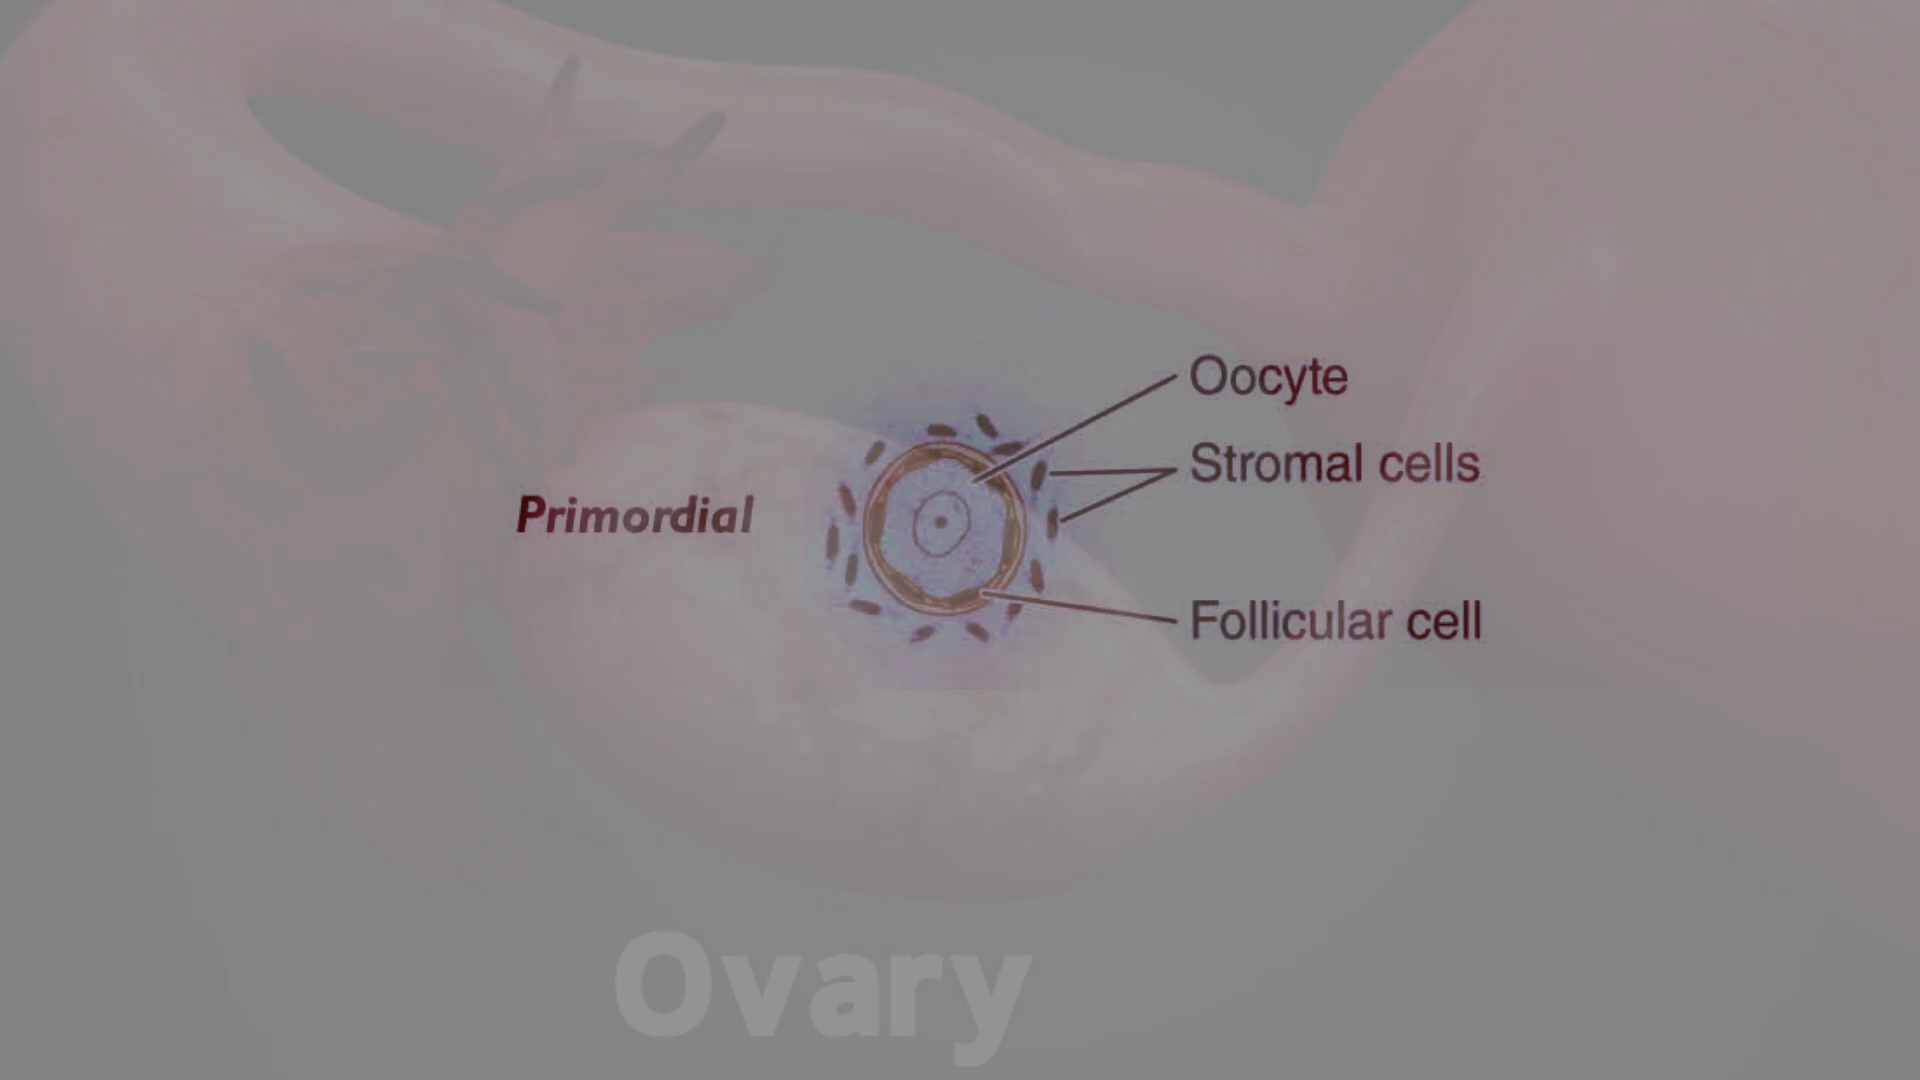 Oocyte
Stromal cells
Primordial
Follicular cell
Ovary